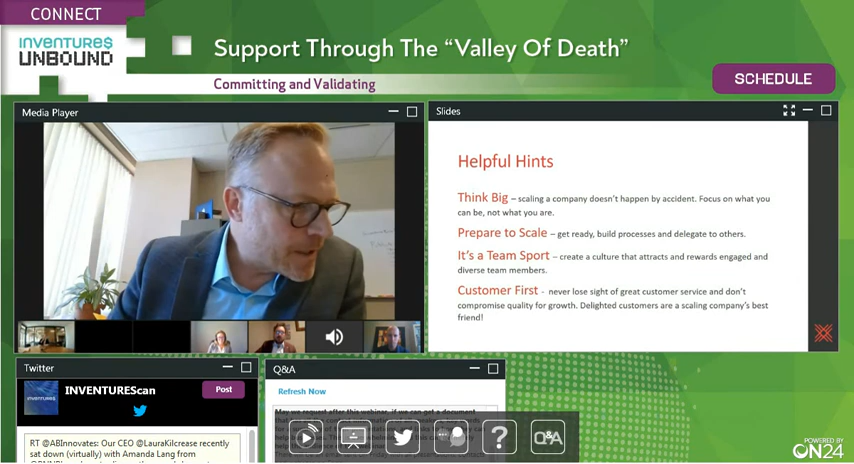 CONNECT
INVENTURE$
UNBOUND
Support Through The “Valley Of Death”
Committing and Validating
SCHEDULE
Media Player
Slides
Helpful Hints
Think Big – scaling a company doesn’t happen by accident. Focus on what you
can be, not what you are.
Prepare to Scale – get ready, build processes and delegate to others.
It’s a Team Sport – create a culture that attracts and rewards engaged and
diverse team members.
Customer First - never lose sight of great customer service and don’t
compromise quality for growth. Delighted customers are a scaling company’s best
friend!
Twitter
INVENTUREScan
Post
RT @ABInnovates: Our CEO @LauraKilcrease recently
sat down (virtually) with Amanda Lang from
Q&A
Refresh Now
May we request after this webinar, if we can get a document
Q&A
POWERED BY
ON24